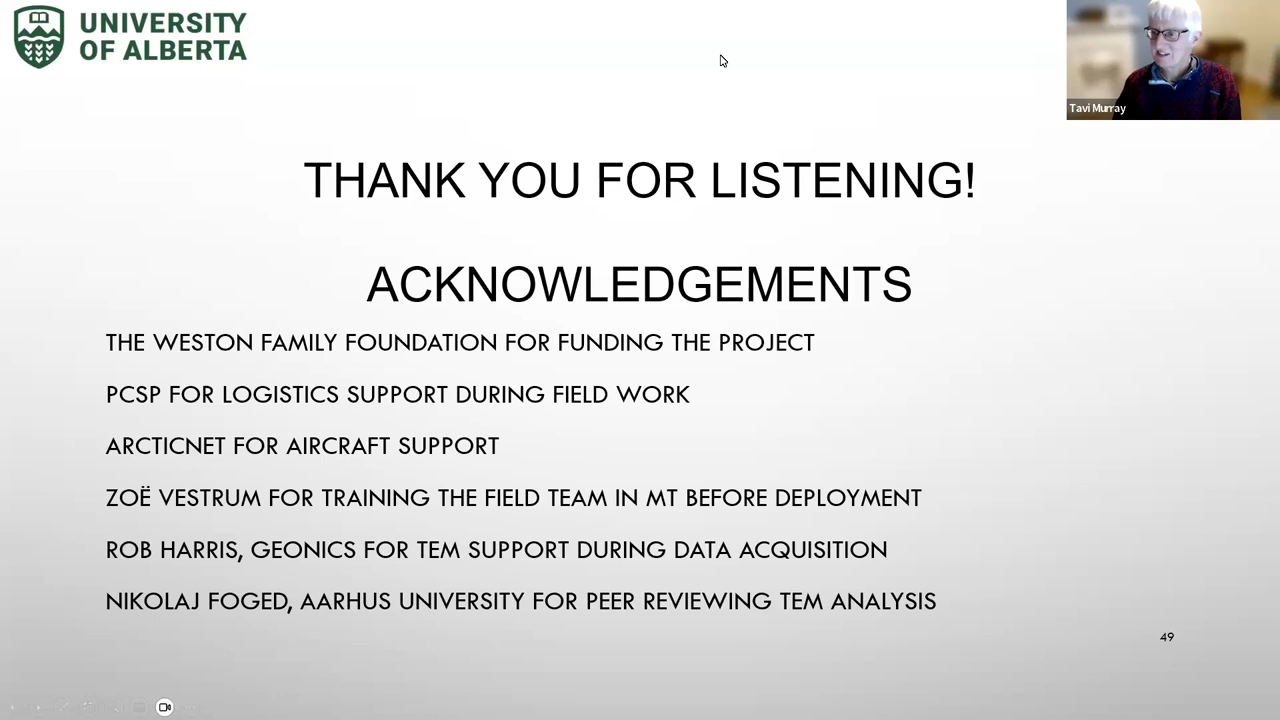 UNIVERSITY
OF ALBERTA
Tavi Murray
THANK YOU FOR LISTENING!
ACKNOWLEDGEMENTS
THE WESTON FAMILY FOUNDATION FOR FUNDING THE PROJECT
PCSP FOR LOGISTICS SUPPORT DURING FIELD WORK
ARCTICNET FOR AIRCRAFT SUPPORT
ZOË VESTRUM FOR TRAINING THE FIELD TEAM IN MT BEFORE DEPLOYMENT
ROB HARRIS, GEONICS FOR TEM SUPPORT DURING DATA ACQUISITION
NIKOLAJ FOGED, AARHUS UNIVERSITY FOR PEER REVIEWING TEM ANALYSIS
49